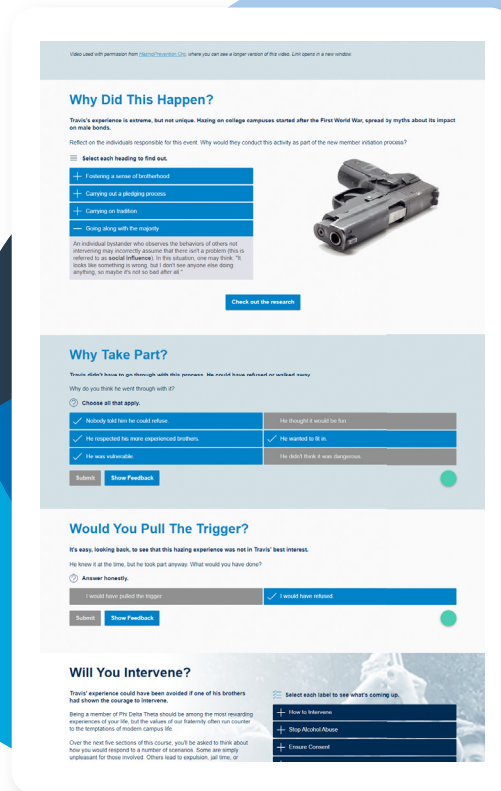 Video used with permission from HazingPrevention.Org, where you can see a longer version of this video. Link opens in a new window.
Why Did This Happen?
Travis's experience is extreme, but not unique. Hazing on college campuses started after the First World War, spread by myths about its impact
on male bonds.
Reflect on the individuals responsible for this event. Why would they conduct this activity as part of the new member initiation process?
Select each heading to find out.
Fostering a sense of brotherhood
Carrying out a pledging process
Carrying on tradition
Going along with the majority
An individual bystander who observes the behaviors of others not
intervening may incorrectly assume that there isn't a problem (this is
referred to as social influence). In this situation, one may think: "It
looks like something is wrong, but I don't see anyone else doing
anything, so maybe it's not so bad after all."
Check out the research
Why Take Part?
Travis didn't have to go through with this process. He could have refused or walked away.
Why do you think he went through with it?
Choose all that apply.
Nobody told him he could refuse.
He thought it would be fun.
He respected his more experienced brothers.
He wanted to fit in.
He was vulnerable.
He didn't think it was dangerous.
Submit
Show Feedback
Would You Pull The Trigger?
It's easy, looking back, to see that this hazing experience was not in Travis' best interest.
He knew it at the time, but he took part anyway. What would you have done?
Answer honestly.
I would have pulled the trigger.
I would have refused.
Submit
Show Feedback
Will You Intervene?
Travis' experience could have been avoided if one of his brothers
had shown the courage to intervene.
Being a member of Phi Delta Theta should be among the most rewarding
experiences of your life, but the values of our fraternity often run counter
to the temptations of modern campus life.
Over the next five sections of this course, you'll be asked to think about
how you would respond to a number of scenarios. Some are simply
unpleasant for those involved. Others lead to expulsion, jail time, or
Select each label to see what's coming up.
How to Intervene
Stop Alcohol Abuse
Ensure Consent